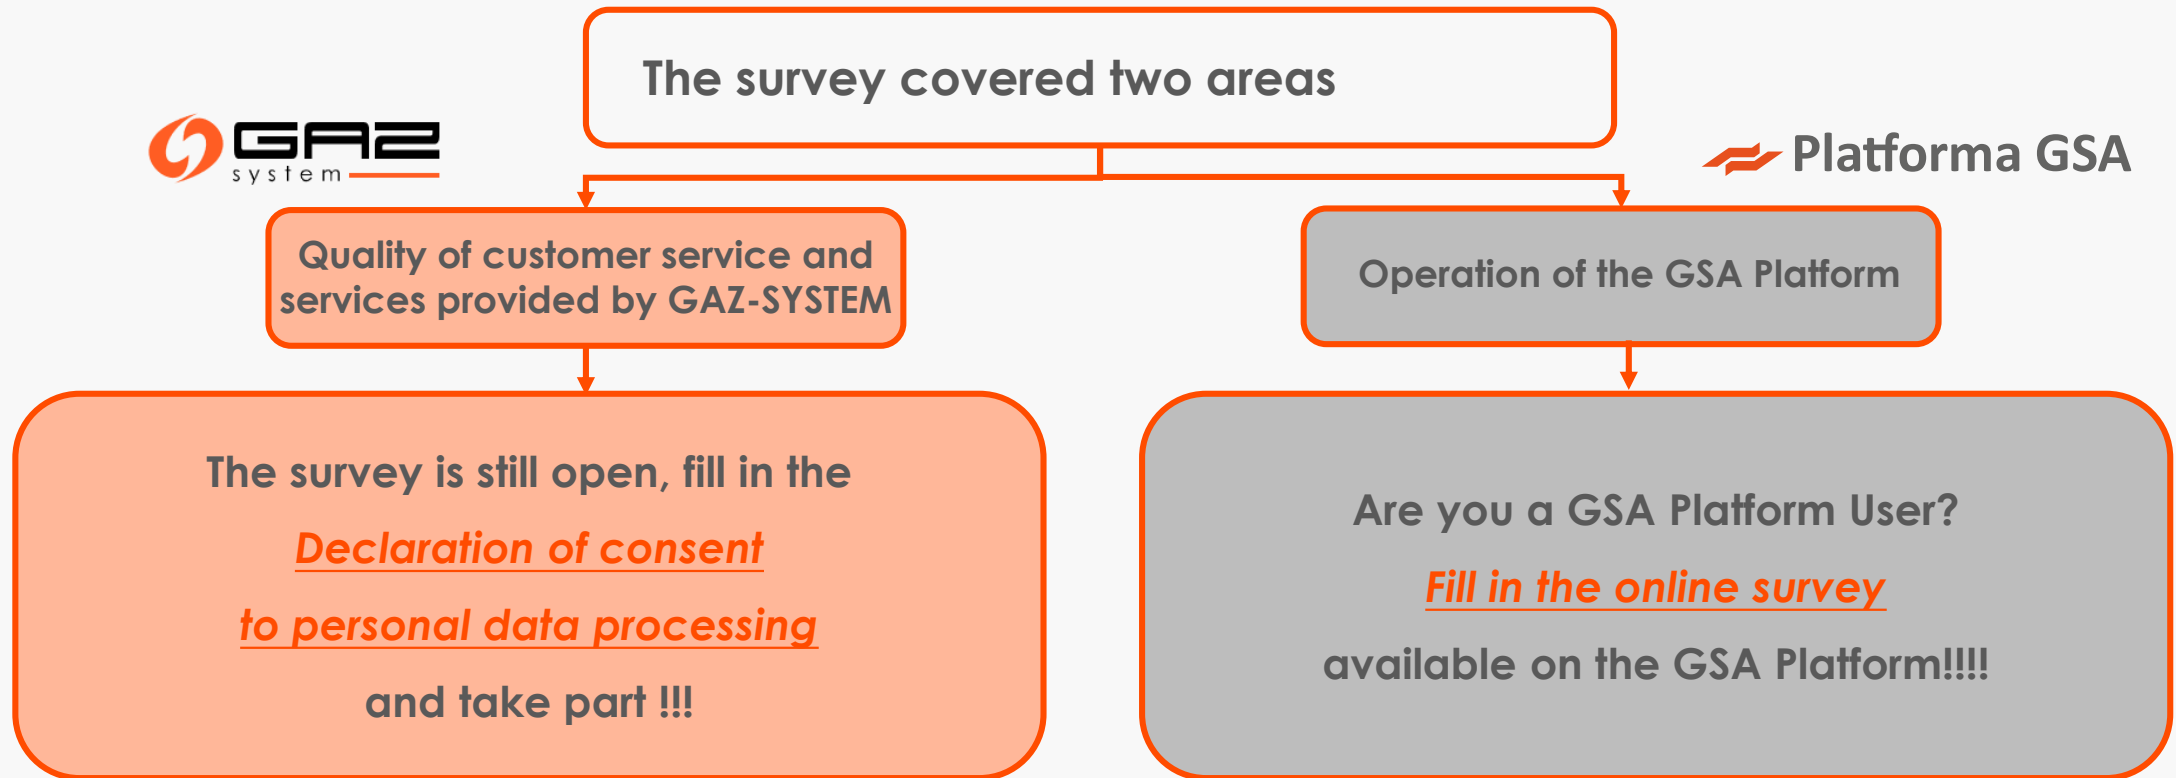 The survey covered two areas
GAZ
system
Platforma GSA
Quality of customer service and
services provided by GAZ-SYSTEM
Operation of the GSA Platform
The survey is still open, fill in the
Declaration of consent
to personal data processing
and take part !!!
Are you a GSA Platform User?
Fill in the online survey
available on the GSA Platform!!!!